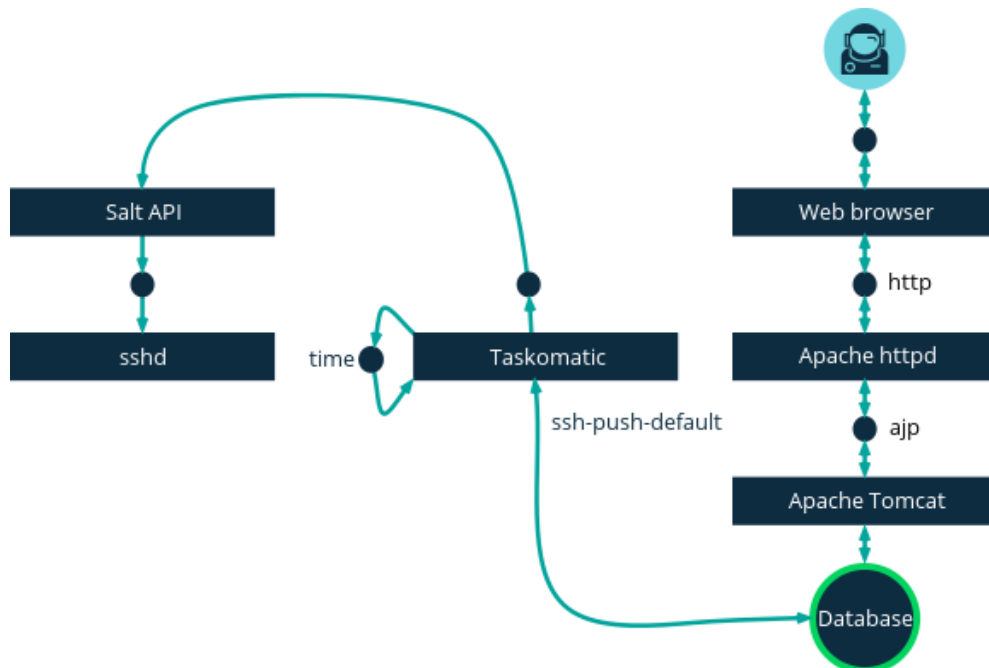 Salt API
Web browser
http
sshd
time
Taskomatic
Apache httpd
ssh-push-default
ajp
Apache Tomcat
Database